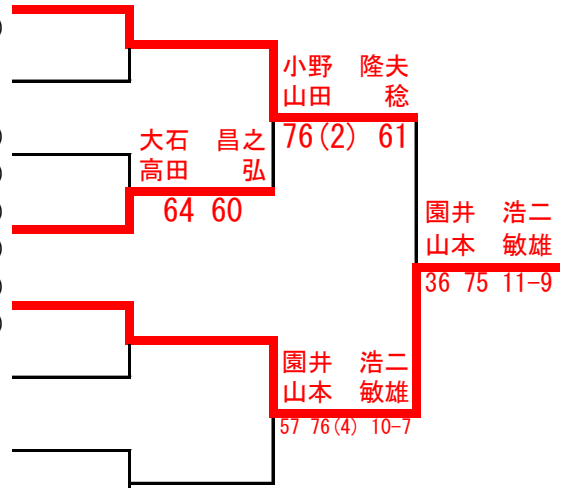 )
小野 隆夫
山田 稔
大石 昌之
76(2) 61
)
高田 弘
)
64 60
)
園井 浩二
)
山本 敏雄
36 75 11-9
)
)
園井 浩二
山本 敏雄
57 76(4) 10-7